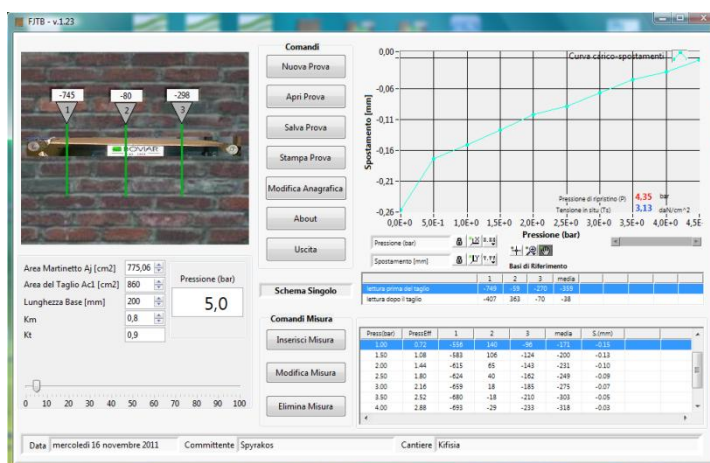 FJTB - v.1.23
-745 -80 -298
1 2 3
BOVIAR
Area Martinetto Aj [cm2] 775,06
Area del Taglio Ac1 [cm2] 860
Lunghezza Base [mm] 200
Km 0,8
Kt 0,9
Pressione (bar)
5,0
0 10 20 30 40 50 60 70 80 90 100
Comandi
Nuova Prova
Apri Prova
Salva Prova
Stampa Prova
Modifica Anagrafica
About
Uscita
Schema Singolo
Comandi Misura
Inserisci Misura
Modifica Misura
Elimina Misura
Curva carico-spostamenti
Spostamento [mm]
0,00
-0,06
-0,11
-0,16
-0,21
-0,26
0,0E+0 5,0E-1 1,0E+0 1,5E+0 2,0E+0 2,5E+0 3,0E+0 3,5E+0 4,0E+0 4,5E
Pressione di ripristino (P) 4,35 bar
Tensione in situ (Ts) 3,13 daN/cm^2
Pressione (bar)
Pressione (bar)
Spostamento [mm]
Basi di Riferimento
1 2 3 media
lettura prima del taglio -749 -59 -270 -359
lettura dopo il taglio -407 363 -70 -38
Press(bar) PressEff 1 2 3 media S.(mm)
1.00 0.72 -556 140 -96 -171 -0.15
1.50 1.08 -583 106 -124 -200 -0.13
2.00 1.44 -615 65 -143 -231 -0.10
2.50 1.80 -624 40 -162 -249 -0.09
3.00 2.16 -659 18 -185 -275 -0.07
3.50 2.52 -680 -18 -210 -303 -0.05
4.00 2.88 -693 -29 -233 -318 -0.03
Data mercoledì 16 novembre 2011 Committente Spyrakos Cantiere Kifisia